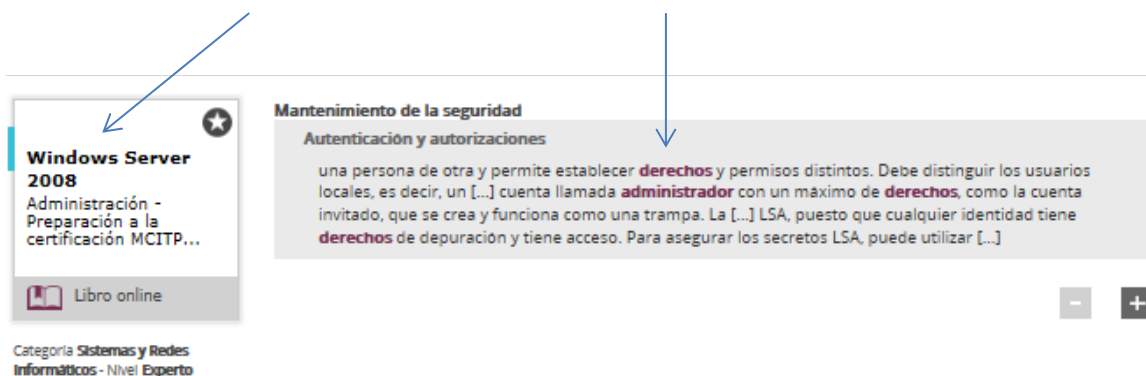 Windows Server
2008
Administración -
Preparación a la
certificación MCITP...
Libro online
Categoría Sistemas y Redes
Informáticos - Nivel Experto
Mantenimiento de la seguridad
Autenticación y autorizaciones
una persona de otra y permite establecer derechos y permisos distintos. Debe distinguir los usuarios
locales, es decir, un [...] cuenta llamada administrador con un máximo de derechos, como la cuenta
invitado, que se crea y funciona como una trampa. La [...] LSA, puesto que cualquier identidad tiene
derechos de depuración y tiene acceso. Para asegurar los secretos LSA, puede utilizar [...]
- +